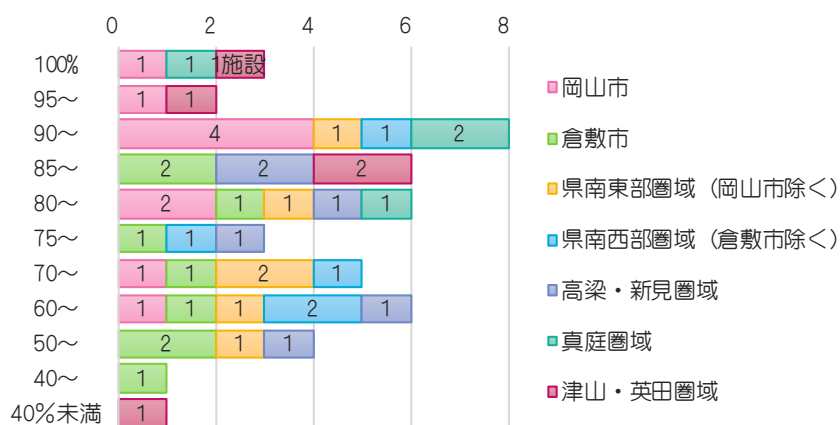 0 2 4 6 8
100% 1 1 1施設
95～ 1 1
90～ 4 1 1 2
85～ 2 2 2
80～ 2 1 1 1 1
75～ 1 1 1
70～ 1 1 2 1
60～ 1 1 1 2 1
50～ 2 1 1
40～ 1
40%未満 1
岡山市
倉敷市
県南東部圏域（岡山市除く）
県南西部圏域（倉敷市除く）
高梁・新見圏域
真庭圏域
津山・英田圏域